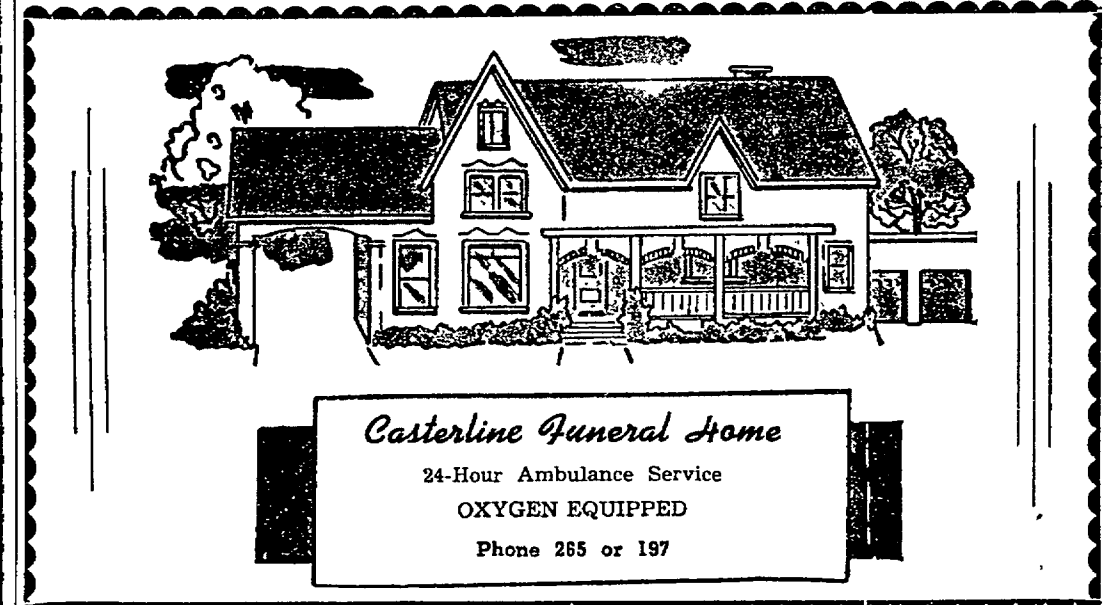 Casterline Funeral Home
24-Hour Ambulance Service
OXYGEN EQUIPPED
Phone 265 or 197